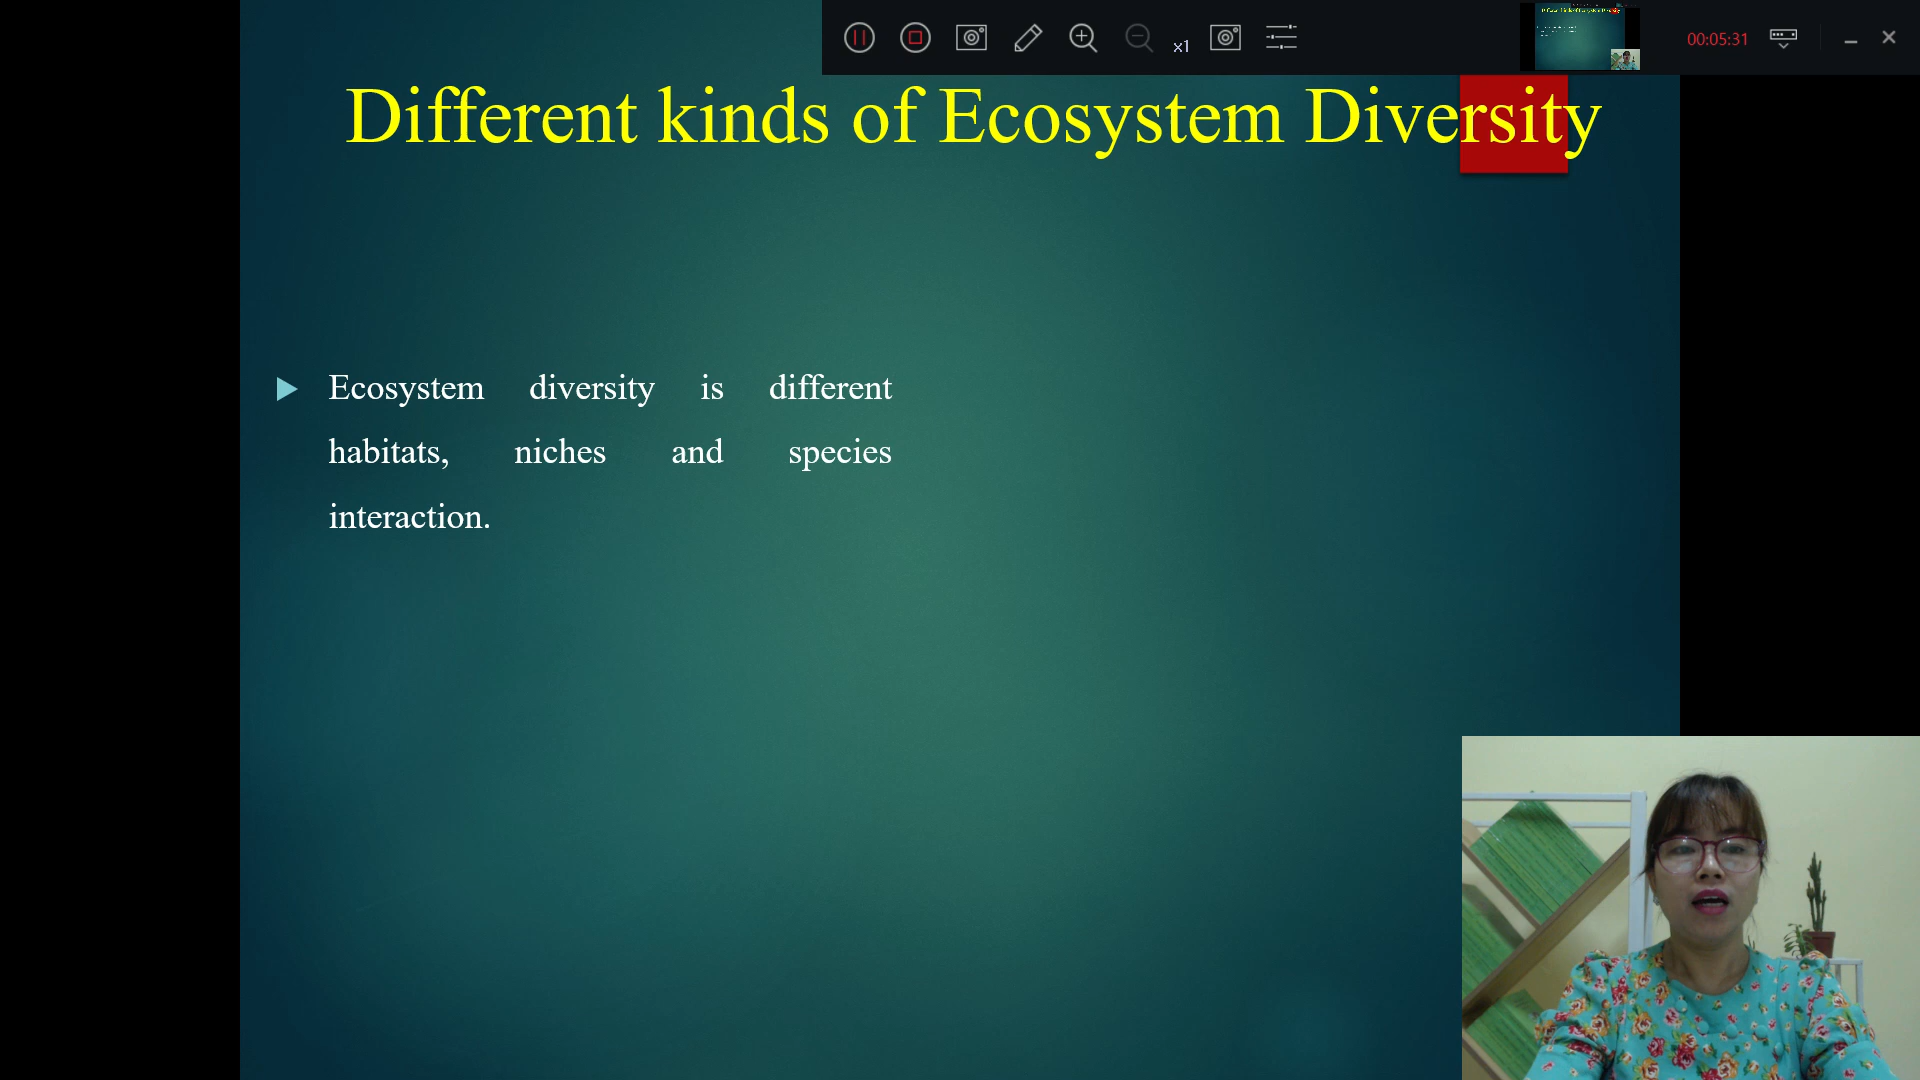 x1
00:05:31
Different kinds of Ecosystem Diversity
Ecosystem diversity is different
habitats, niches and species
interaction.